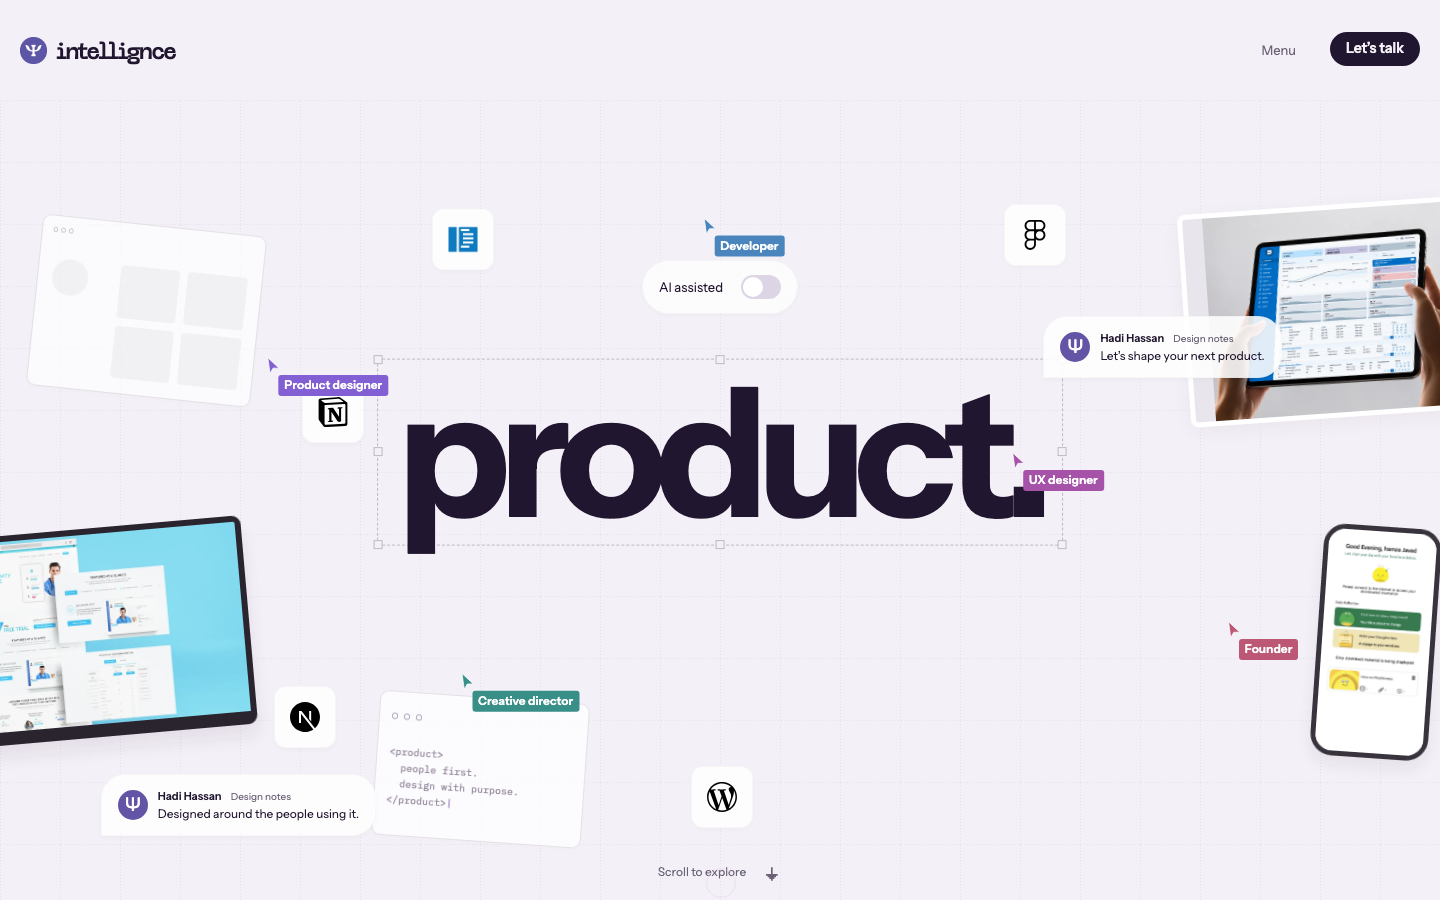 intellignce
Menu
Let's talk
Developer
AI assisted
Hadi Hassan Design notes
Let's shape your next product.
Product designer
N
product.
UX designer
Good Evening, hamza Javed
Founder
Creative director
<product>
people first.
design with purpose.
</product>
Hadi Hassan Design notes
Designed around the people using it.
Scroll to explore